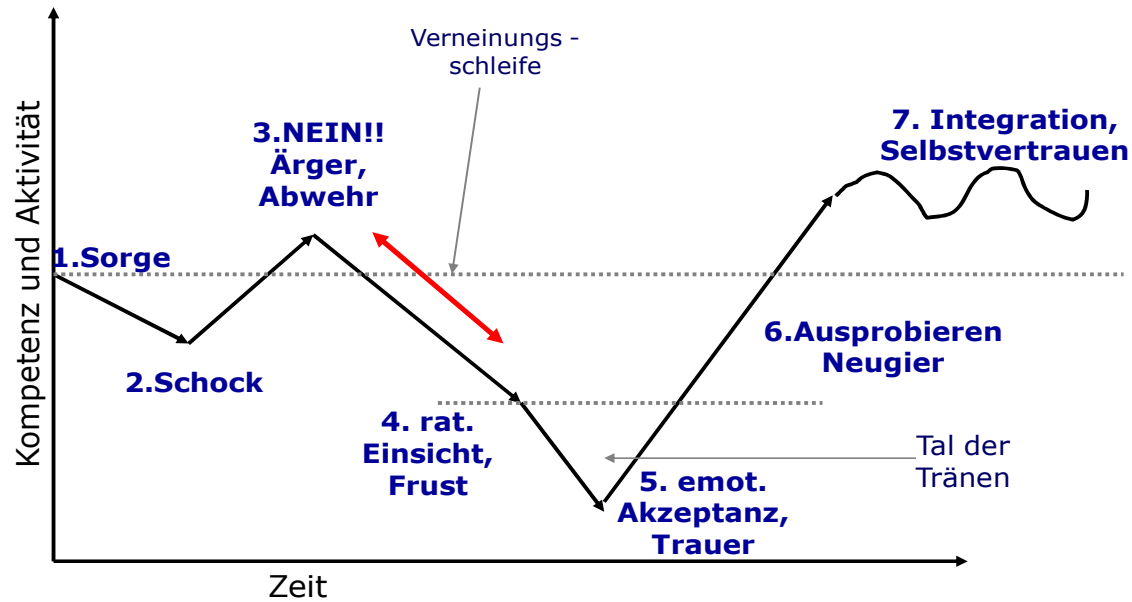 Kompetenz und Aktivität
Verneinungs -
schleife
3.NEIN!!
Ärger,
Abwehr
7. Integration,
Selbstvertrauen
1.Sorge
2.Schock
6.Ausprobieren
Neugier
4. rat.
Einsicht,
Frust
Tal der
Tränen
5. emot.
Akzeptanz,
Trauer
Zeit